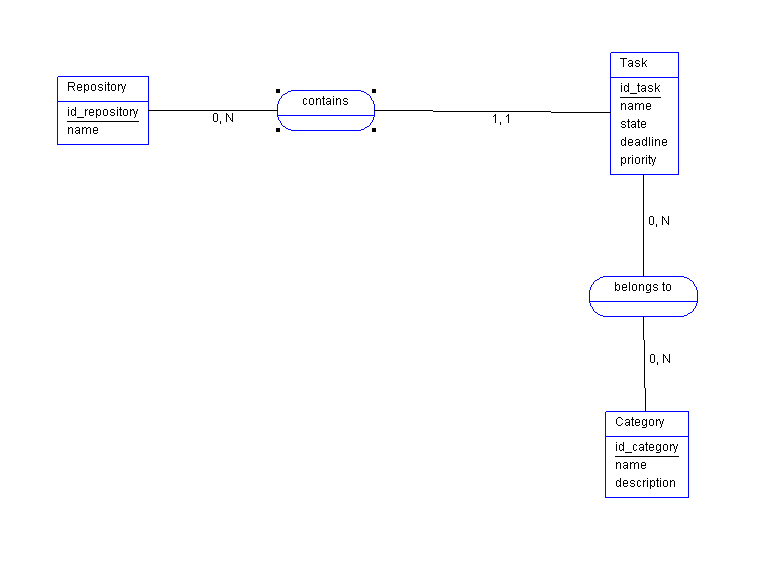 Repository
id_repository
name
0, N
contains
1, 1
Task
id_task
name
state
deadline
priority
0, N
belongs to
0, N
Category
id_category
name
description